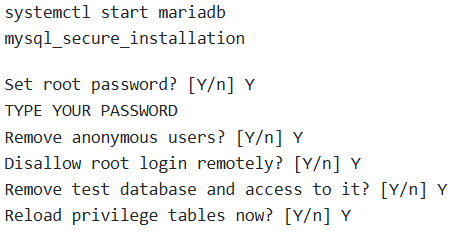 systemctl start mariadb
mysql_secure_installation
Set root password? [Y/n] Y
TYPE YOUR PASSWORD
Remove anonymous users? [Y/n] Y
Disallow root login remotely? [Y/n] Y
Remove test database and access to it? [Y/n] Y
Reload privilege tables now? [Y/n] Y